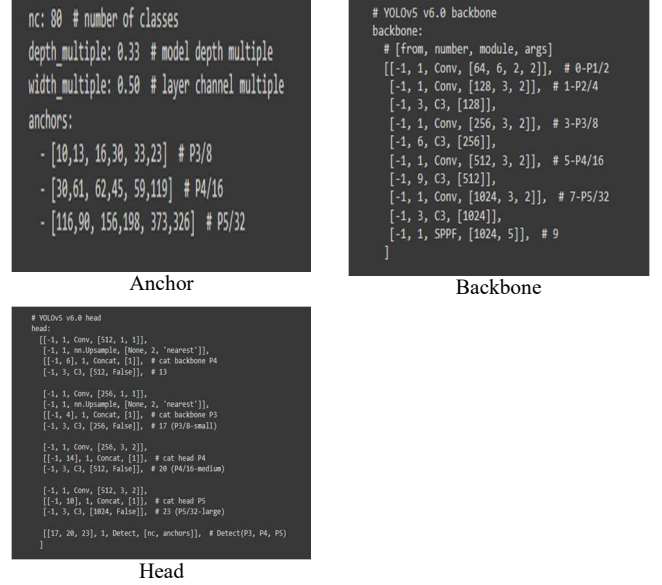 nc: 80 # number of classes
depth_multiple: 0.33 # model depth multiple
width_multiple: 0.50 # layer channel multiple
anchors:
- [10,13, 16,30, 33,23] # P3/8
- [30,61, 62,45, 59,119] # P4/16
- [116,90, 156,198, 373,326] # P5/32
Anchor
# YOLOv5 v6.0 backbone
backbone:
# [from, number, module, args]
[[-1, 1, Conv, [64, 6, 2, 2]], # 0-P1/2
[-1, 1, Conv, [128, 3, 2]], # 1-P2/4
[-1, 3, C3, [128]],
[-1, 1, Conv, [256, 3, 2]], # 3-P3/8
[-1, 6, C3, [256]],
[-1, 1, Conv, [512, 3, 2]], # 5-P4/16
[-1, 9, C3, [512]],
[-1, 1, Conv, [1024, 3, 2]], # 7-P5/32
[-1, 3, C3, [1024]],
[-1, 1, SPPF, [1024, 5]], # 9
]
Backbone
# YOLOv5 v6.0 head
head:
[[-1, 1, Conv, [512, 1, 1]],
[-1, 1, nn.Upsample, [None, 2, 'nearest']],
[[-1, 6], 1, Concat, [1]], # cat backbone P4
[-1, 3, C3, [512, False]], # 13
[-1, 1, Conv, [256, 1, 1]],
[-1, 1, nn.Upsample, [None, 2, 'nearest']],
[[-1, 4], 1, Concat, [1]], # cat backbone P3
[-1, 3, C3, [256, False]], # 17 (P3/8-small)
[-1, 1, Conv, [256, 3, 2]],
[[-1, 14], 1, Concat, [1]], # cat head P4
[-1, 3, C3, [512, False]], # 20 (P4/16-medium)
[-1, 1, Conv, [512, 3, 2]],
[[-1, 10], 1, Concat, [1]], # cat head P5
[-1, 3, C3, [1024, False]], # 23 (P5/32-large)
[[17, 20, 23], 1, Detect, [nc, anchors]], # Detect(P3, P4, P5)
]
Head